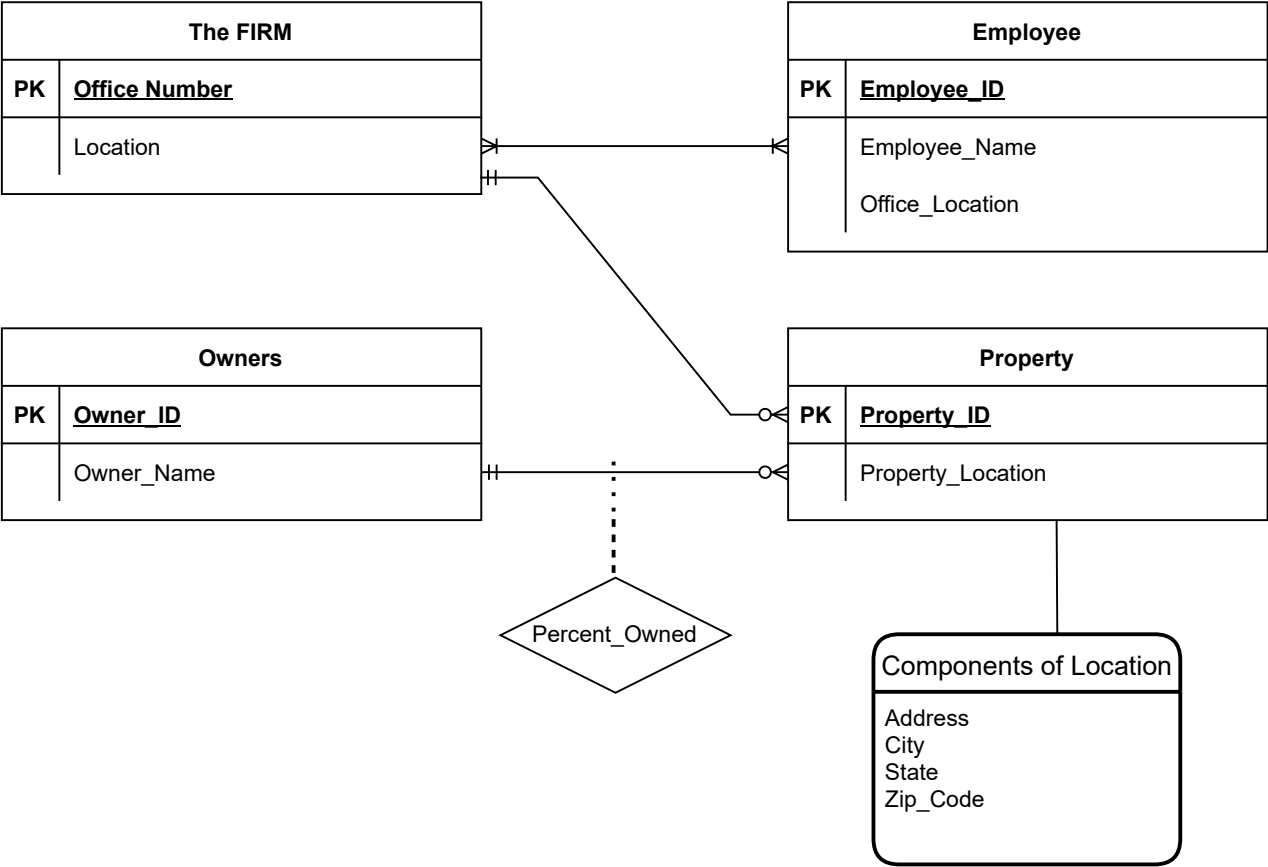 The FIRM
PK Office Number
Location
Employee
PK Employee_ID
Employee_Name
Office_Location
Owners
PK Owner_ID
Owner_Name
Property
PK Property_ID
Property_Location
Percent_Owned
Components of Location
Address
City
State
Zip_Code